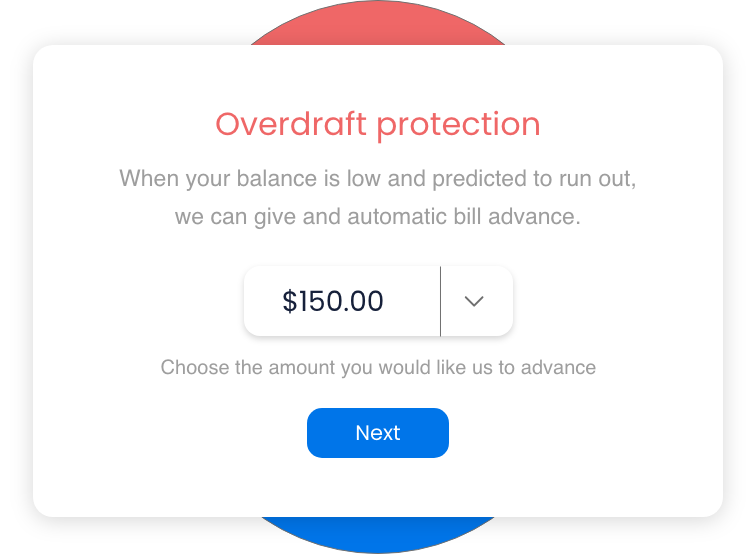 Overdraft protection
When your balance is low and predicted to run out,
we can give and automatic bill advance.
$150.00
Choose the amount you would like us to advance
Next